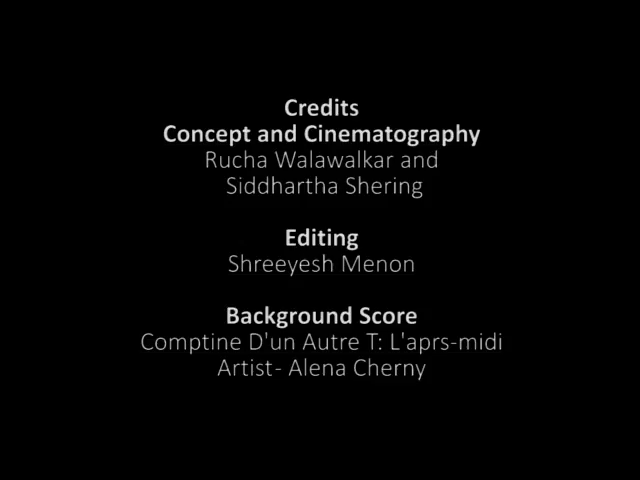 Credits
Concept and Cinematography
Rucha Walawalkar and
Siddhartha Shering
Editing
Shreeyesh Menon
Background Score
Comptine D'un Autre T: L'aprs-midi
Artist- Alena Cherny